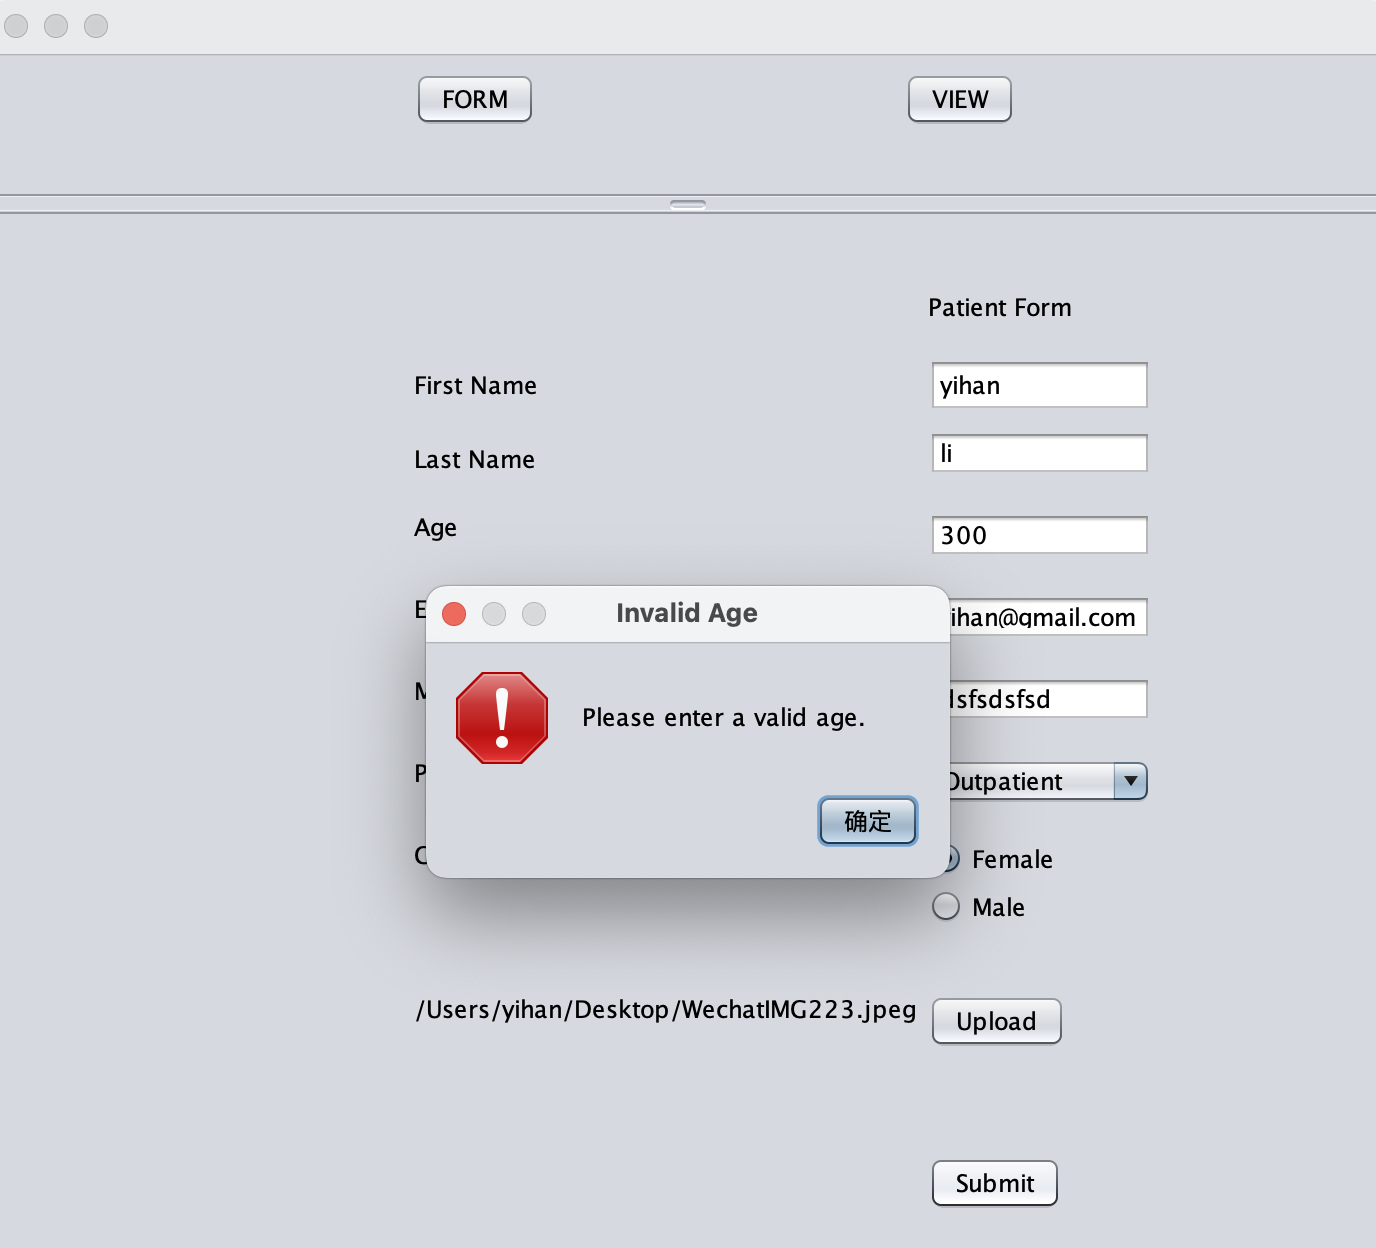 FORM
VIEW
Patient Form
First Name
yihan
Last Name
li
Age
300
Invalid Age
ihan@gmail.com
Please enter a valid age.
sfsdsfsd
Outpatient
确定
Female
Male
/Users/yihan/Desktop/WechatIMG223.jpeg
Upload
Submit